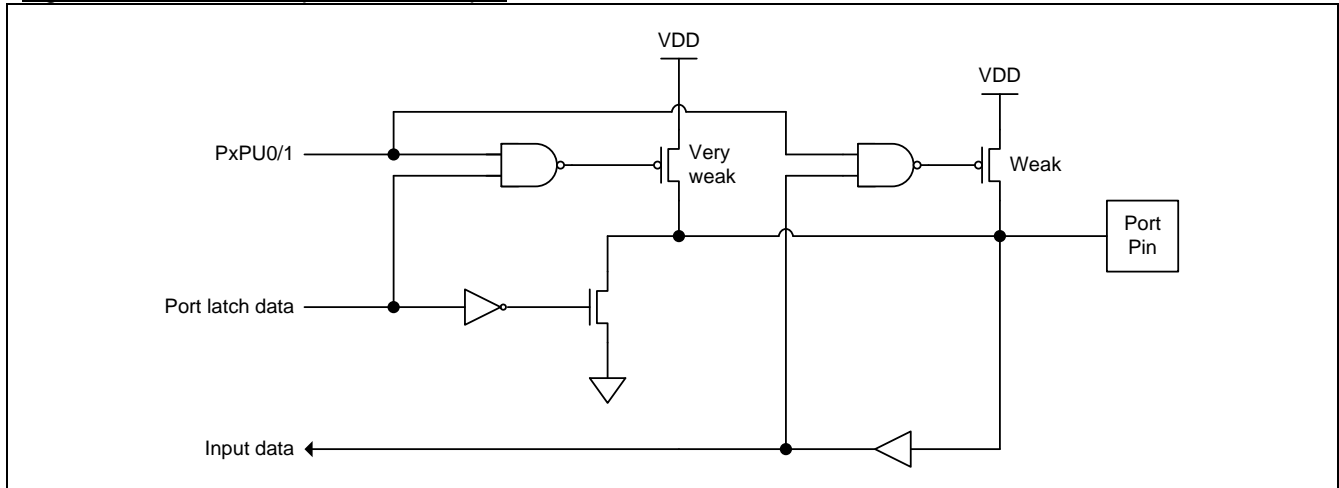 VDD
VDD
PxPU0/1
Very
weak
Weak
Port
Pin
Port latch data
Input data